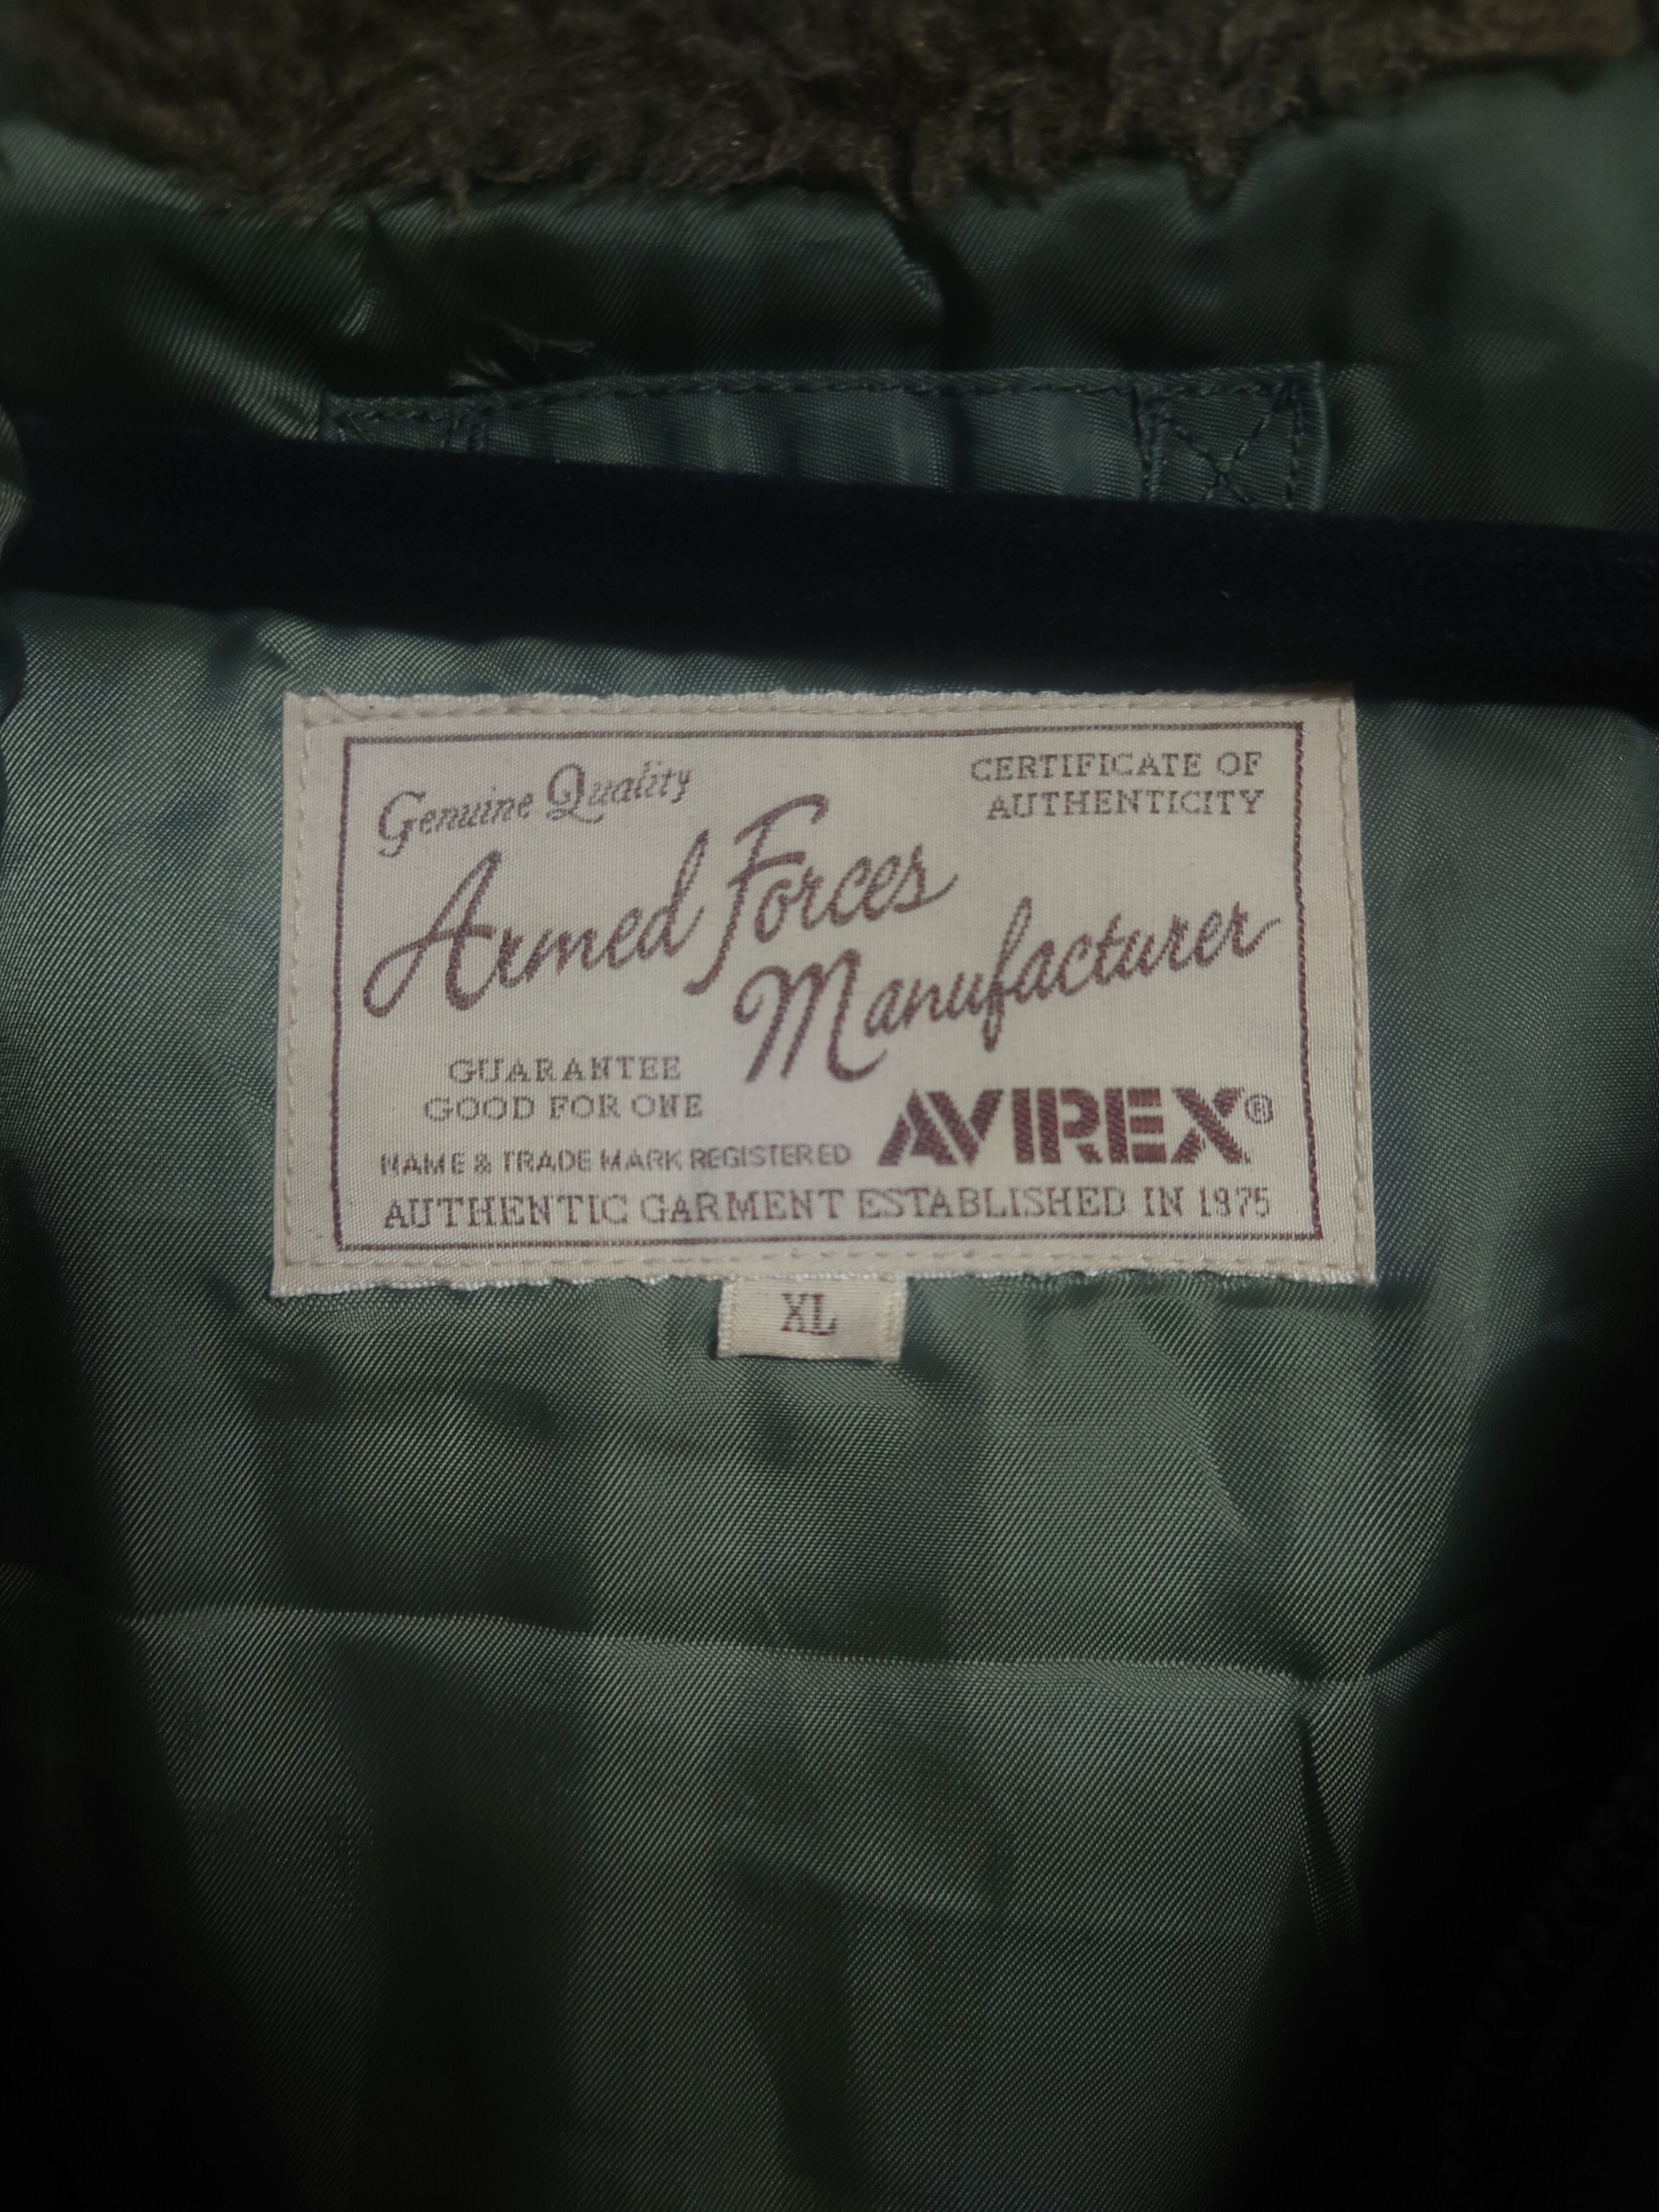 Genuine Quality
CERTIFICATE OF
AUTHENTICITY
Armed Forces
Manufacturer
GUARANTEE
GOOD FOR ONE
AVIREX®
NAME & TRADE MARK REGISTERED
AUTHENTIC GARMENT ESTABLISHED IN 1975
XL